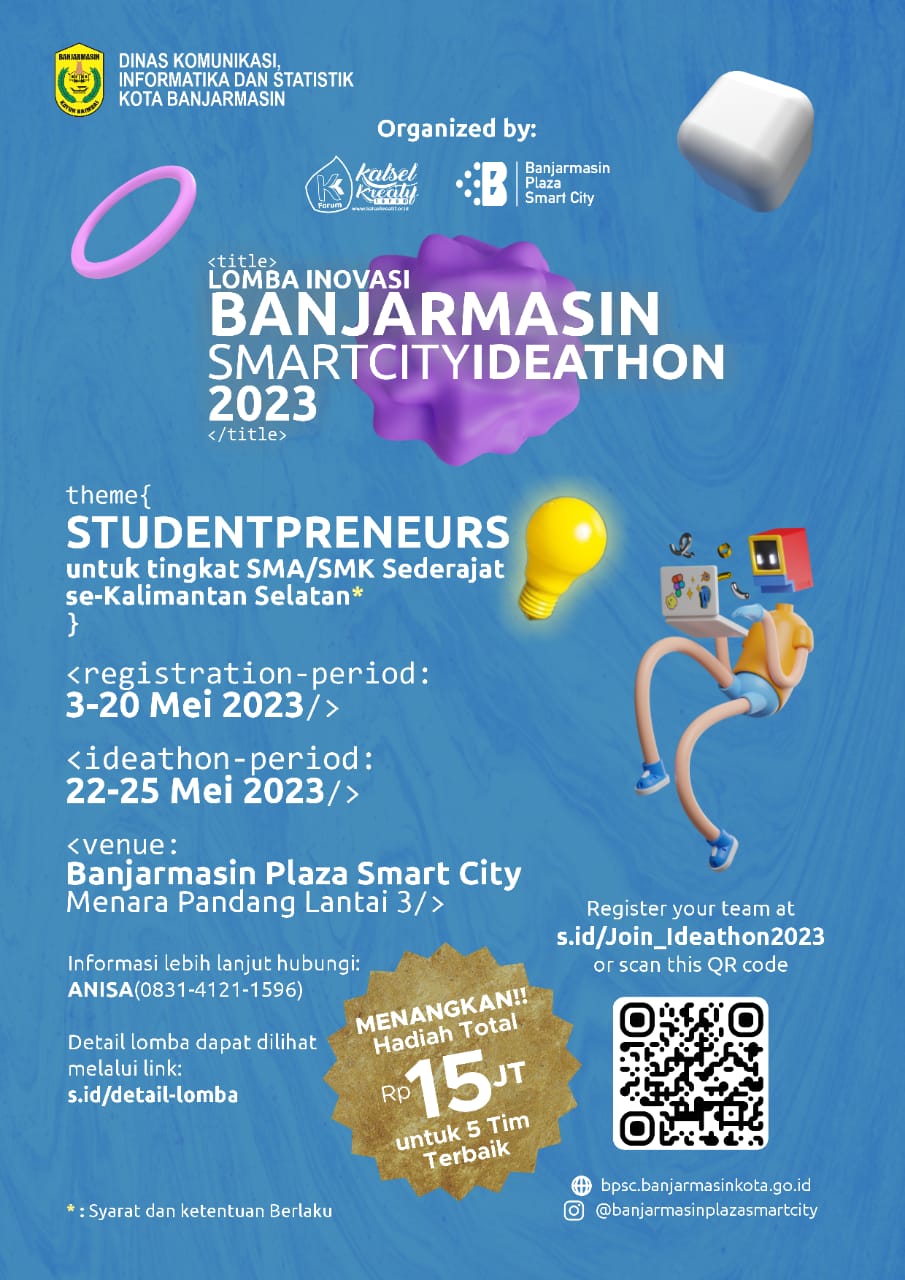 DINAS KOMUNIKASI,
INFORMATIKA DAN STATISTIK
KOTA BANJARMASIN
BANJARMASIN
Organized by:
K
Forum
Kalsel
Kreatif
Banjarmasin
Plaza
Smart City
<title>
LOMBA INOVASI
BANJARMASIN
SMARTCITYIDEATHON
2023
</title>
theme{
STUDENTPRENEURS
untuk tingkat SMA/SMK Sederajat
se-Kalimantan Selatan*
}
<registration-period:
3-20 Mei 2023/>
<ideathon-period:
22-25 Mei 2023/>
<venue:
Banjarmasin Plaza Smart City
Menara Pandang Lantai 3/>
Informasi lebih lanjut hubungi:
ANISA(0831-4121-1596)
Detail lomba dapat dilihat
melalui link:
s.id/detail-lomba
MENANGKAN!!
Hadiah Total
Rp15JT
untuk 5 Tim
Terbaik
Register your team at
s.id/Join_Ideathon2023
or scan this QR code
bpsc.banjarmasinkota.go.id
@banjarmasinplazasmartcity
* : Syarat dan ketentuan Berlaku